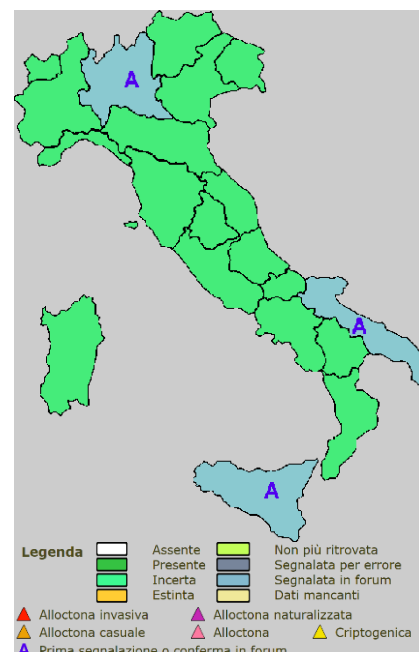 A
A
A
Legenda
Assente Non più ritrovata
Presente Segnalata per errore
Incerta Segnalata in forum
Estinta Dati mancanti
Alloctona invasiva Alloctona naturalizzata
Alloctona casuale Alloctona Criptogenica
A Prima segnalazione o conferma in forum